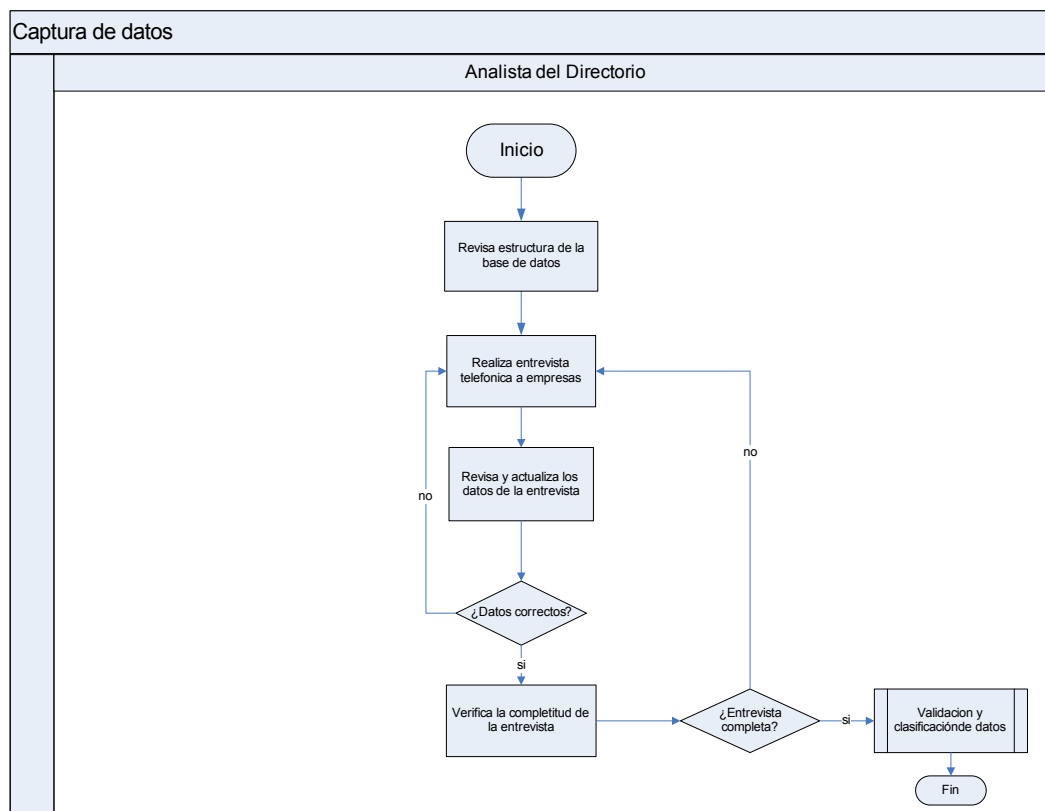 Captura de datos
Analista del Directorio
Inicio
Revisa estructura de la
base de datos
Realiza entrevista
telefonica a empresas
Revisa y actualiza los
datos de la entrevista
no
no
¿Datos correctos?
si
Verifica la completitud de
la entrevista
¿Entrevista
completa?
si
Validacion y
clasificaciónde datos
Fin